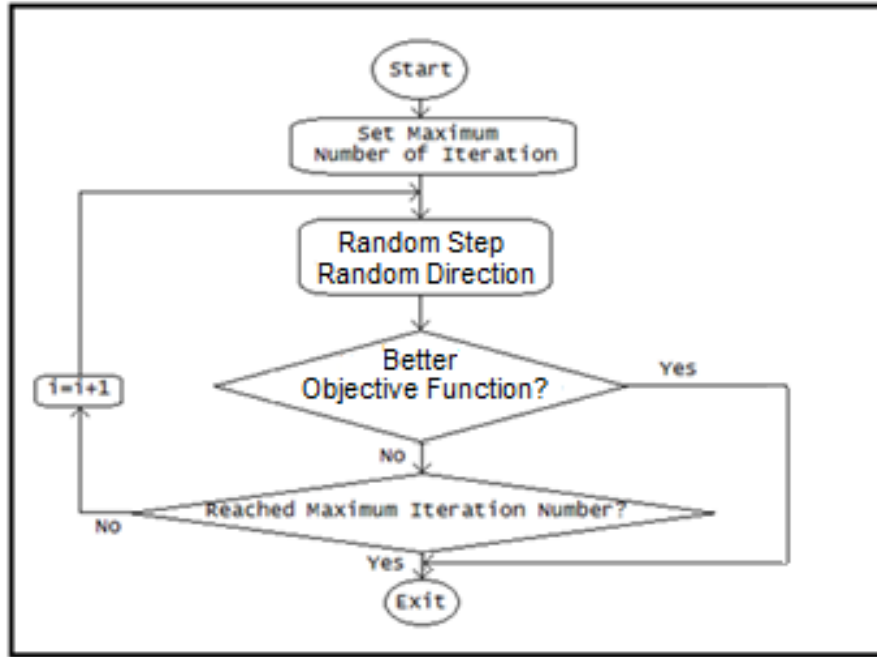 Start
Set Maximum
Number of Iteration
Random Step
Random Direction
Better
Objective Function?
Yes
i=i+1
No
Reached Maximum Iteration Number?
No
Yes
Exit